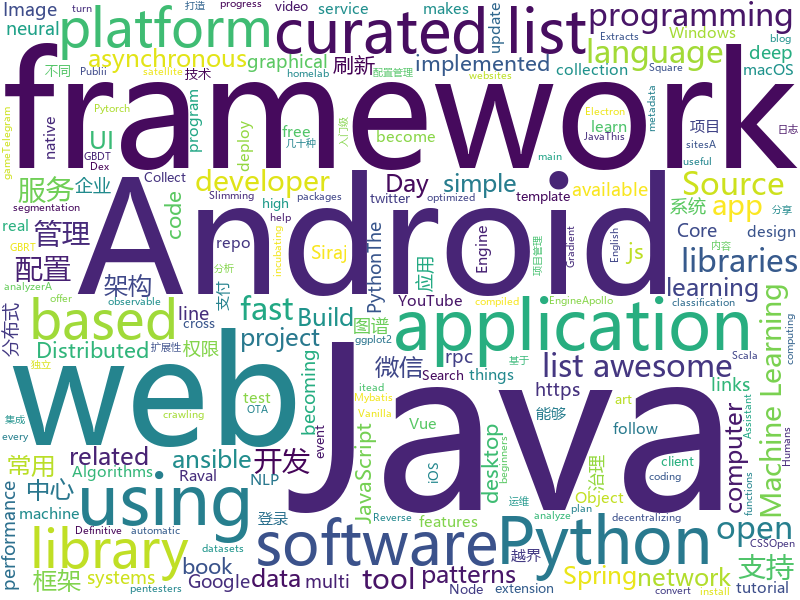 Image
neural
打造
turn
progress
video
service
Extracts
blog
platform
asynchronous
graphical
curated list
makes
implemented
刷新
update
Windows
Square
programming
language
deep
collection
macOS
satellite
homelab
配置管理
websites
不同
技术
Publii
framework
gameTelegram
native
Pytorch
GBDT
Dex
program
deploy
UI
free
几十种
入门级
become
learn
项目
metadata
Electron
JavaThis
sitesA
日志
main
useful
服务
企业
Collect
segmentation
real
code
developer
Day
simple
available
twitter
optimized
packages
Slimming
high
help
template
Source
app
系统
Core
design
管理
Android
配置
架构
GBRT
analyzerA
repo
Siraj
incubating
Engine
PythonThe
项目管理
Gradient
English
js
libraries
learning
内容
分享
分布式
based
line
fast
cross
offer
支付
分析
Build
应用
YouTube
observable
EngineApollo
classification
computing
Distributed
project
图谱
ggplot2
application
Machine Learning
web
Java
扩展性
独立
权限
test
OTA
becoming
微信
rpc
Search
things
itead
Mybatis
Vanilla
基于
list awesome
https
Scala
links
Vue
集成
every
related
常用
Algorithms
crawling
ansible
Raval
NLP
开发
event
登录
JavaScript
iOS
desktop
能够
art
follow
治理
Object
computer
Assistant
Humans
中心
machine
using
Python
client
coding
functions
beginners
performance
library
software
open
Definitive
automatic
datasets
features
Reverse
analyze
plan
运维
越界
decentralizing
CSSOpen
支持
框架
systems
book
Google
data
multi
tool
patterns
Node
extension
Spring
network
tutorial
pentesters
convert
install